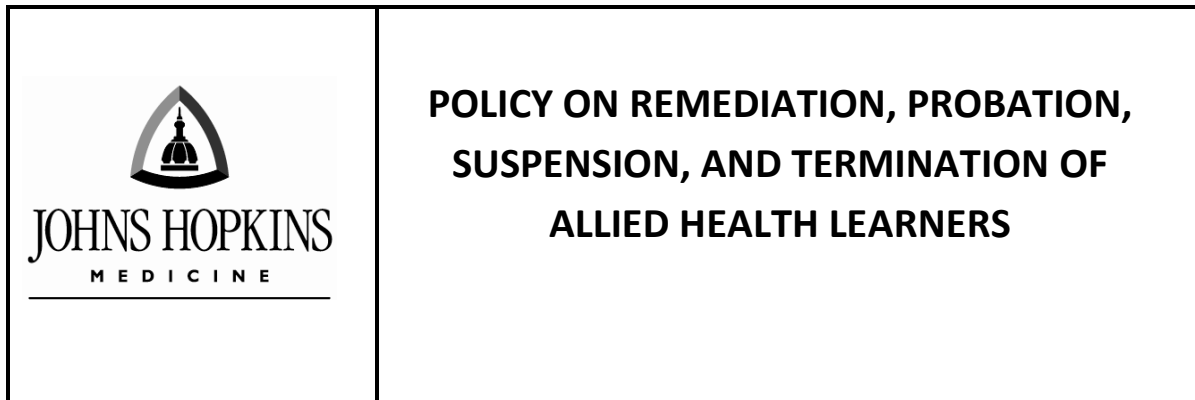 JOHNS HOPKINS
MEDICINE
POLICY ON REMEDIATION, PROBATION,
SUSPENSION, AND TERMINATION OF
ALLIED HEALTH LEARNERS